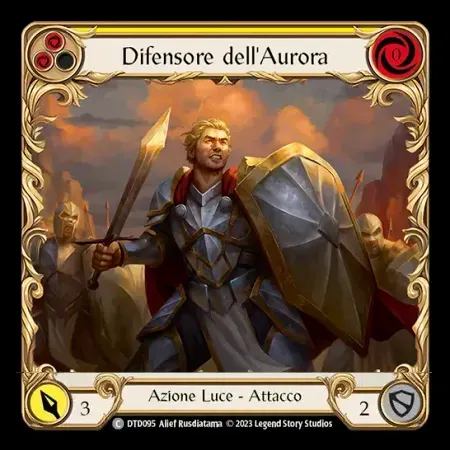 Difensore dell'Aurora
0
Azione Luce - Attacco
3
2
C DTD095 Alief Rusdiatama © 2023 Legend Story Studios